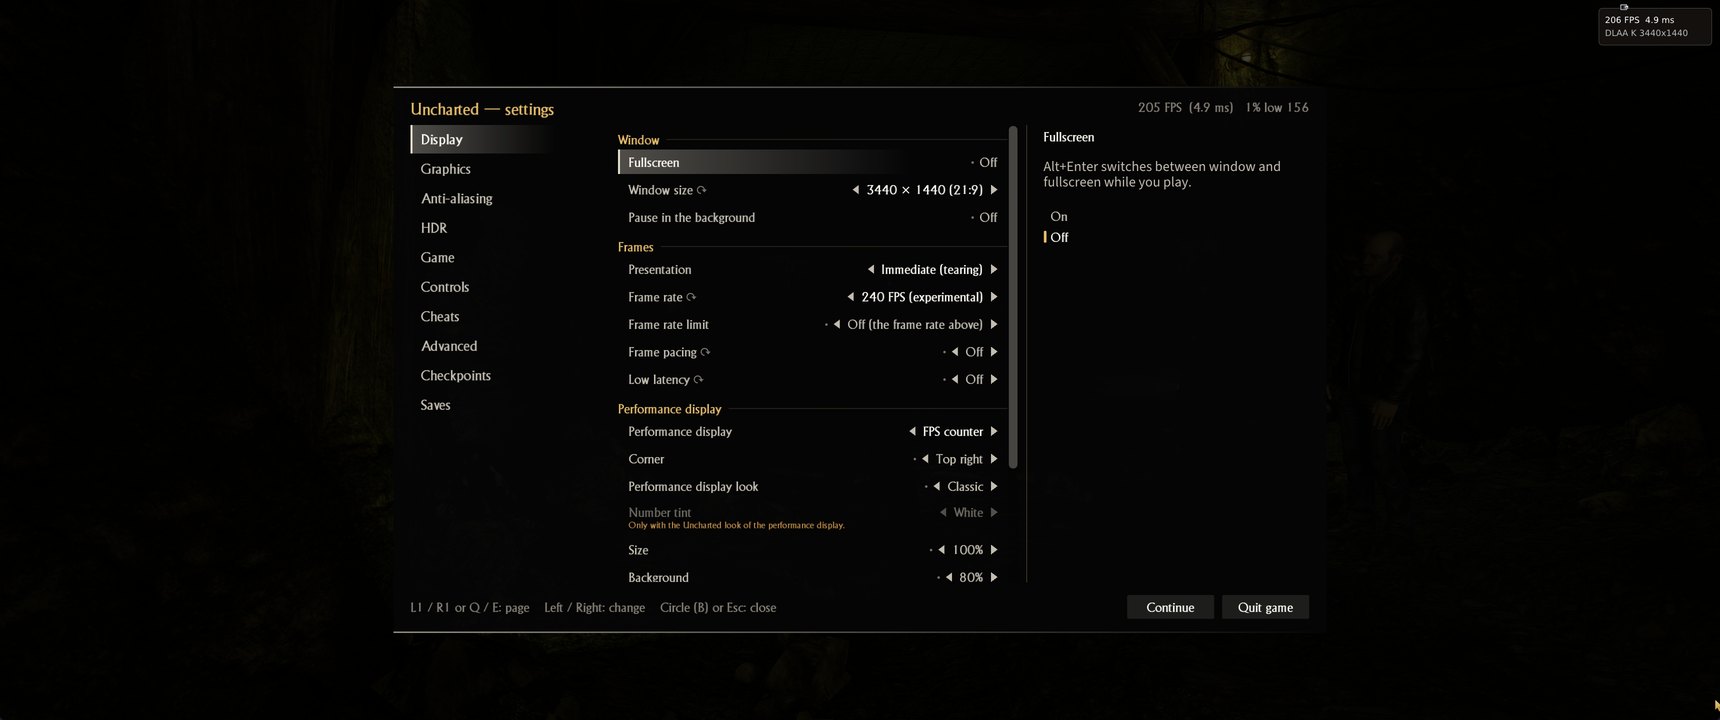 206 FPS 4.9 ms
DLAA K 3440x1440
Uncharted — settings
205 FPS (4.9 ms) 1% low 156
Display
Graphics
Anti-aliasing
HDR
Game
Controls
Cheats
Advanced
Checkpoints
Saves
Window
Fullscreen Off
Window size 3440 × 1440 (21:9)
Pause in the background Off
Frames
Presentation Immediate (tearing)
Frame rate 240 FPS (experimental)
Frame rate limit Off (the frame rate above)
Frame pacing Off
Low latency Off
Performance display
Performance display FPS counter
Corner Top right
Performance display look Classic
Number tint White
Only with the Uncharted look of the performance display.
Size 100%
Background 80%
Fullscreen
Alt+Enter switches between window and
fullscreen while you play.
On
Off
L1 / R1 or Q / E: page Left / Right: change Circle (B) or Esc: close
Continue Quit game